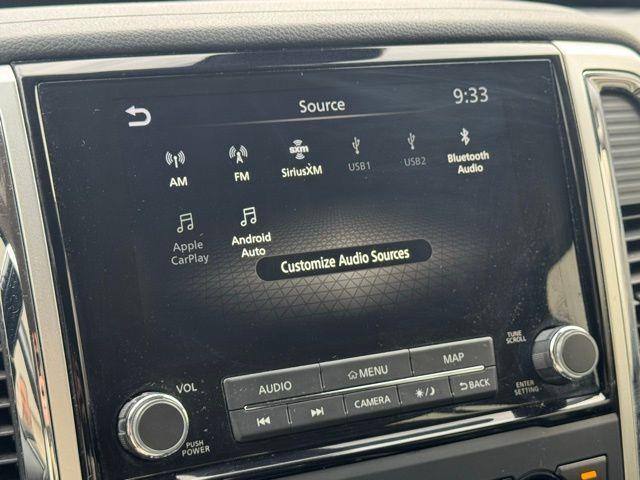 Source
9:33
AM
FM
sxm
SiriusXM
USB1
USB2
Bluetooth
Audio
Apple
CarPlay
Android
Auto
Customize Audio Sources
VOL
PUSH
POWER
AUDIO
MENU
MAP
CAMERA
BACK
TUNE
SCROLL
ENTER
SETTING